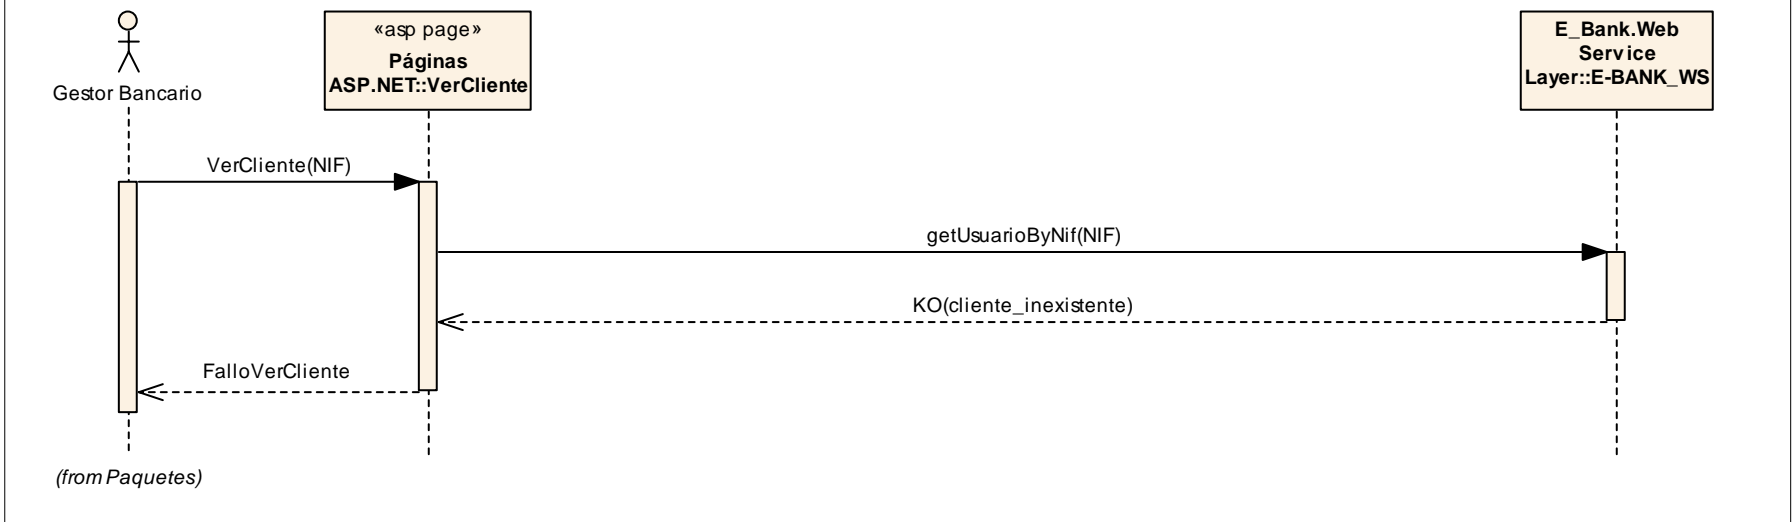 Gestor Bancario
«asp page»
Páginas
ASP.NET::VerCliente
E_Bank.Web
Service
Layer::E-BANK_WS
VerCliente(NIF)
getUsuarioByNif(NIF)
KO(cliente_inexistente)
FalloVerCliente
(from Paquetes)